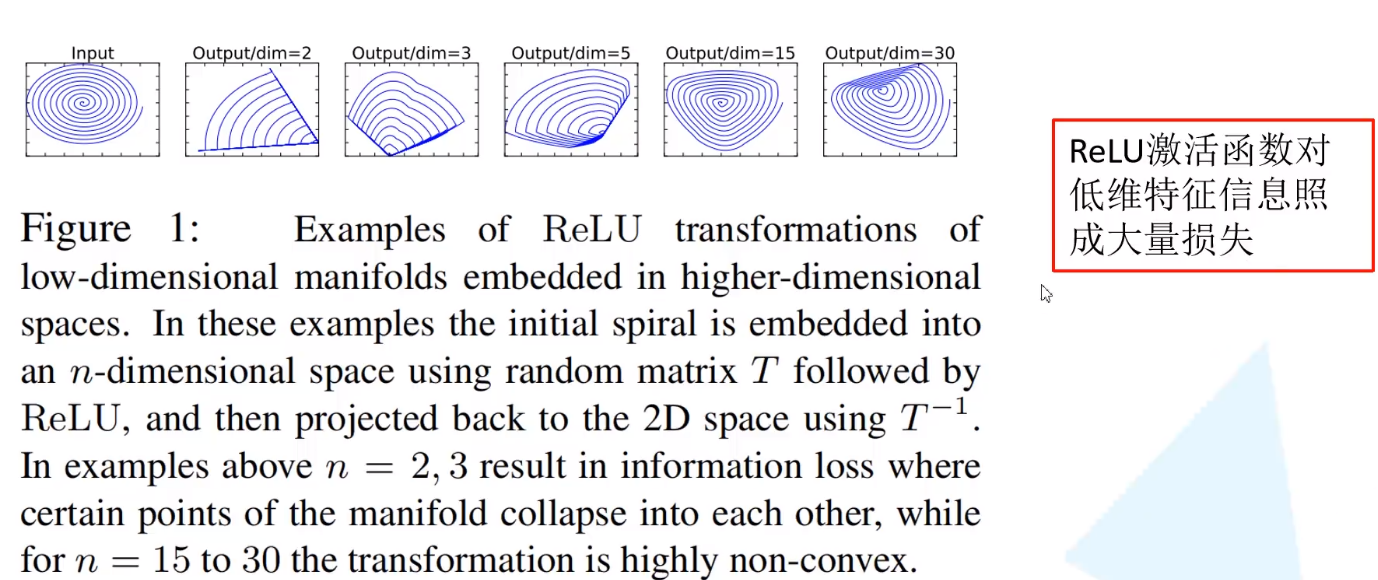 Input Output/dim=2 Output/dim=3 Output/dim=5 Output/dim=15 Output/dim=30
Figure 1: Examples of ReLU transformations of
low-dimensional manifolds embedded in higher-dimensional
spaces. In these examples the initial spiral is embedded into
an n-dimensional space using random matrix T followed by
ReLU, and then projected back to the 2D space using T⁻¹.
In examples above n = 2, 3 result in information loss where
certain points of the manifold collapse into each other, while
for n = 15 to 30 the transformation is highly non-convex.
ReLU激活函数对
低维特征信息照
成大量损失